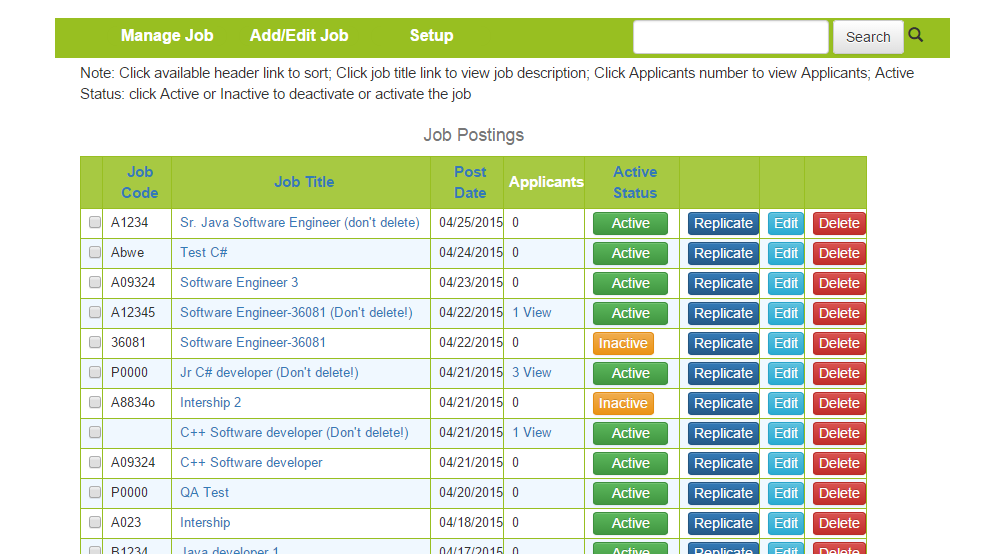 Manage Job Add/Edit Job Setup Search
Note: Click available header link to sort; Click job title link to view job description; Click Applicants number to view Applicants; Active
Status: click Active or Inactive to deactivate or activate the job
Job Postings
Job Code Job Title Post Date Applicants Active Status
A1234 Sr. Java Software Engineer (don't delete) 04/25/2015 0 Active Replicate Edit Delete
Abwe Test C# 04/24/2015 0 Active Replicate Edit Delete
A09324 Software Engineer 3 04/23/2015 0 Active Replicate Edit Delete
A12345 Software Engineer-36081 (Don't delete!) 04/22/2015 1 View Active Replicate Edit Delete
36081 Software Engineer-36081 04/22/2015 0 Inactive Replicate Edit Delete
P0000 Jr C# developer (Don't delete!) 04/21/2015 3 View Active Replicate Edit Delete
A8834o Intership 2 04/21/2015 0 Inactive Replicate Edit Delete
C++ Software developer (Don't delete!) 04/21/2015 1 View Active Replicate Edit Delete
A09324 C++ Software developer 04/21/2015 0 Active Replicate Edit Delete
P0000 QA Test 04/20/2015 0 Active Replicate Edit Delete
A023 Intership 04/18/2015 0 Active Replicate Edit Delete
B1234 Java developer 1 04/17/2015 0 Active Replicate Edit Delete